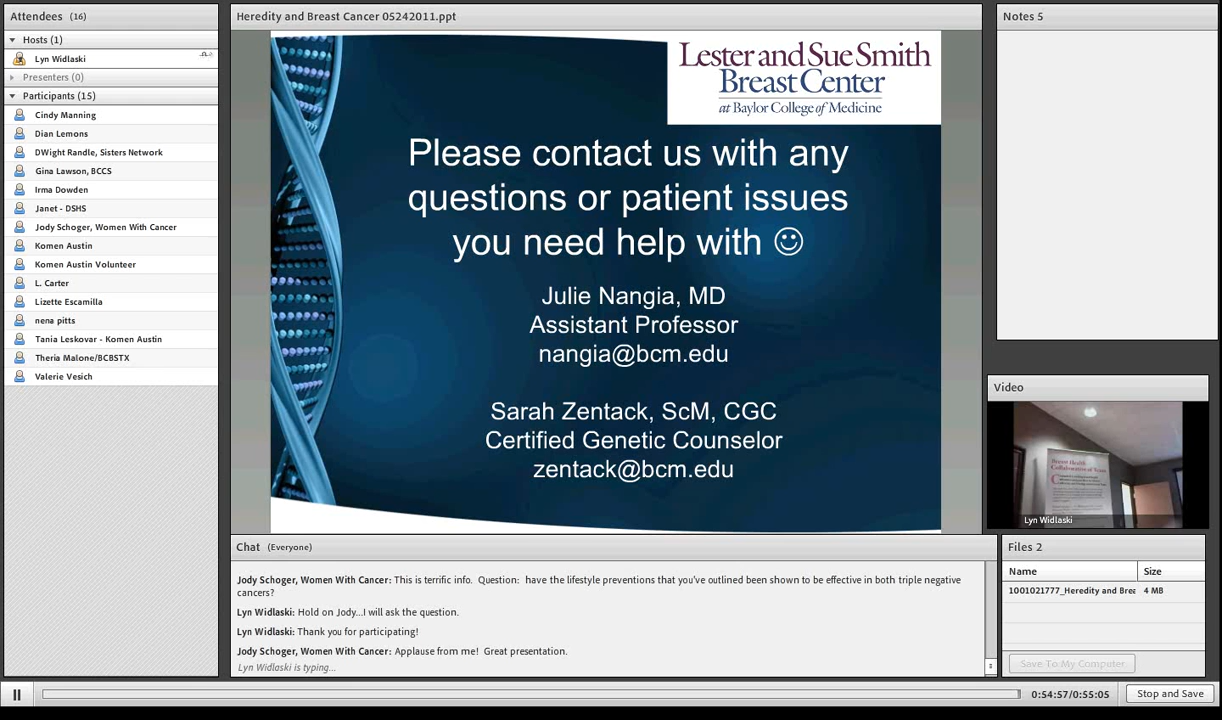 Attendees (16)
Hosts (1)
Lyn Widlaski
Presenters (0)
Participants (15)
Cindy Manning
Dian Lemons
DWight Randle, Sisters Network
Gina Lawson, BCCS
Irma Dowden
Janet - DSHS
Jody Schoger, Women With Cancer
Komen Austin
Komen Austin Volunteer
L. Carter
Lizette Escamilla
nena pitts
Tania Leskovar - Komen Austin
Theria Malone/BCBSTX
Valerie Vesich
Heredity and Breast Cancer 05242011.ppt
Lester and Sue Smith
Breast Center
at Baylor College of Medicine
Please contact us with any
questions or patient issues
you need help with ☺
Julie Nangia, MD
Assistant Professor
nangia@bcm.edu
Sarah Zentack, ScM, CGC
Certified Genetic Counselor
zentack@bcm.edu
Chat (Everyone)
Jody Schoger, Women With Cancer: This is terrific info. Question: have the lifestyle preventions that you've outlined been shown to be effective in both triple negative
cancers?
Lyn Widlaski: Hold on Jody...I will ask the question.
Lyn Widlaski: Thank you for participating!
Jody Schoger, Women With Cancer: Applause from me! Great presentation.
Lyn Widlaski is typing...
Notes 5
Video
Breast Health
Collaborative of Texas
Lyn Widlaski
Files 2
Name Size
1001021777_Heredity and Brea 4 MB
Save To My Computer
0:54:57/0:55:05
Stop and Save